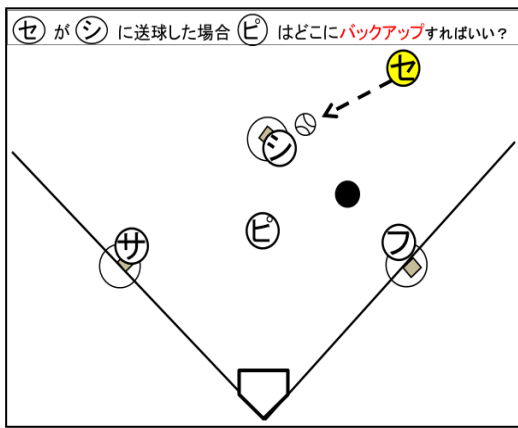 セ が シ に送球した場合 ピ はどこにバックアップすればいい?
セ
シ
ピ
サ
フ